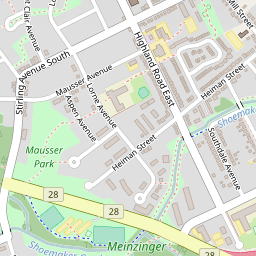 St. Clair Avenue
Stirling Avenue South
Mausser Avenue
Highland Road East
Mill Street
Heiman Street
Lorne Avenue
Aspen Avenue
Shoemaker
Southdale Avenue
Heiman Street
Mausser
Park
28
28
28
Meinzinger
Shoemaker